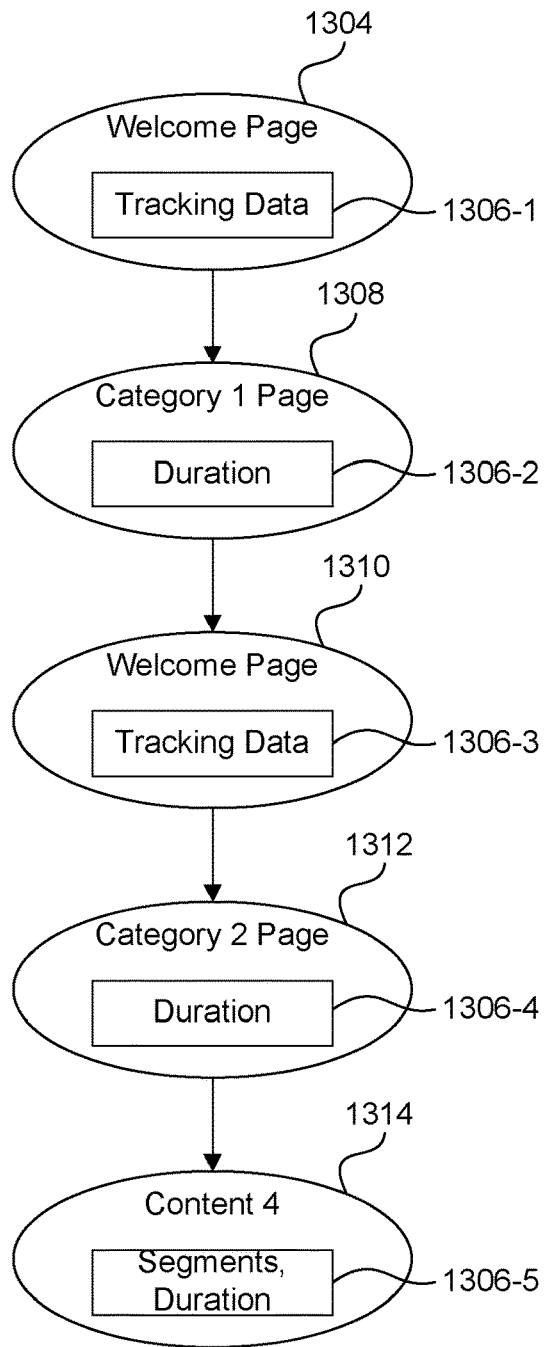 1304
Welcome Page
Tracking Data
1306-1
1308
Category 1 Page
Duration
1306-2
1310
Welcome Page
Tracking Data
1306-3
1312
Category 2 Page
Duration
1306-4
1314
Content 4
Segments,
Duration
1306-5